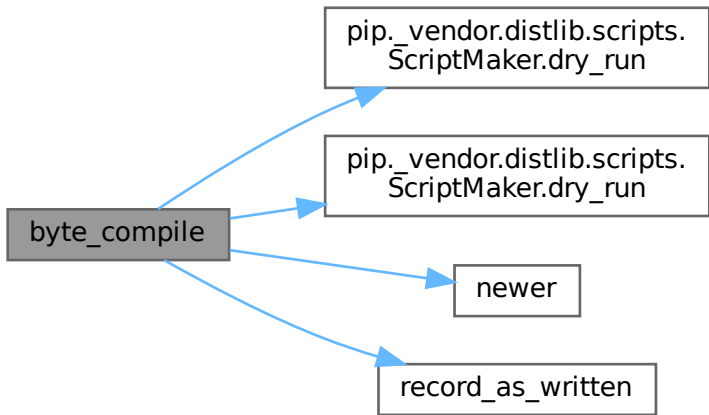 pip._vendor.distlib.scripts.
ScriptMaker.dry_run
pip._vendor.distlib.scripts.
ScriptMaker.dry_run
byte_compile
newer
record_as_written